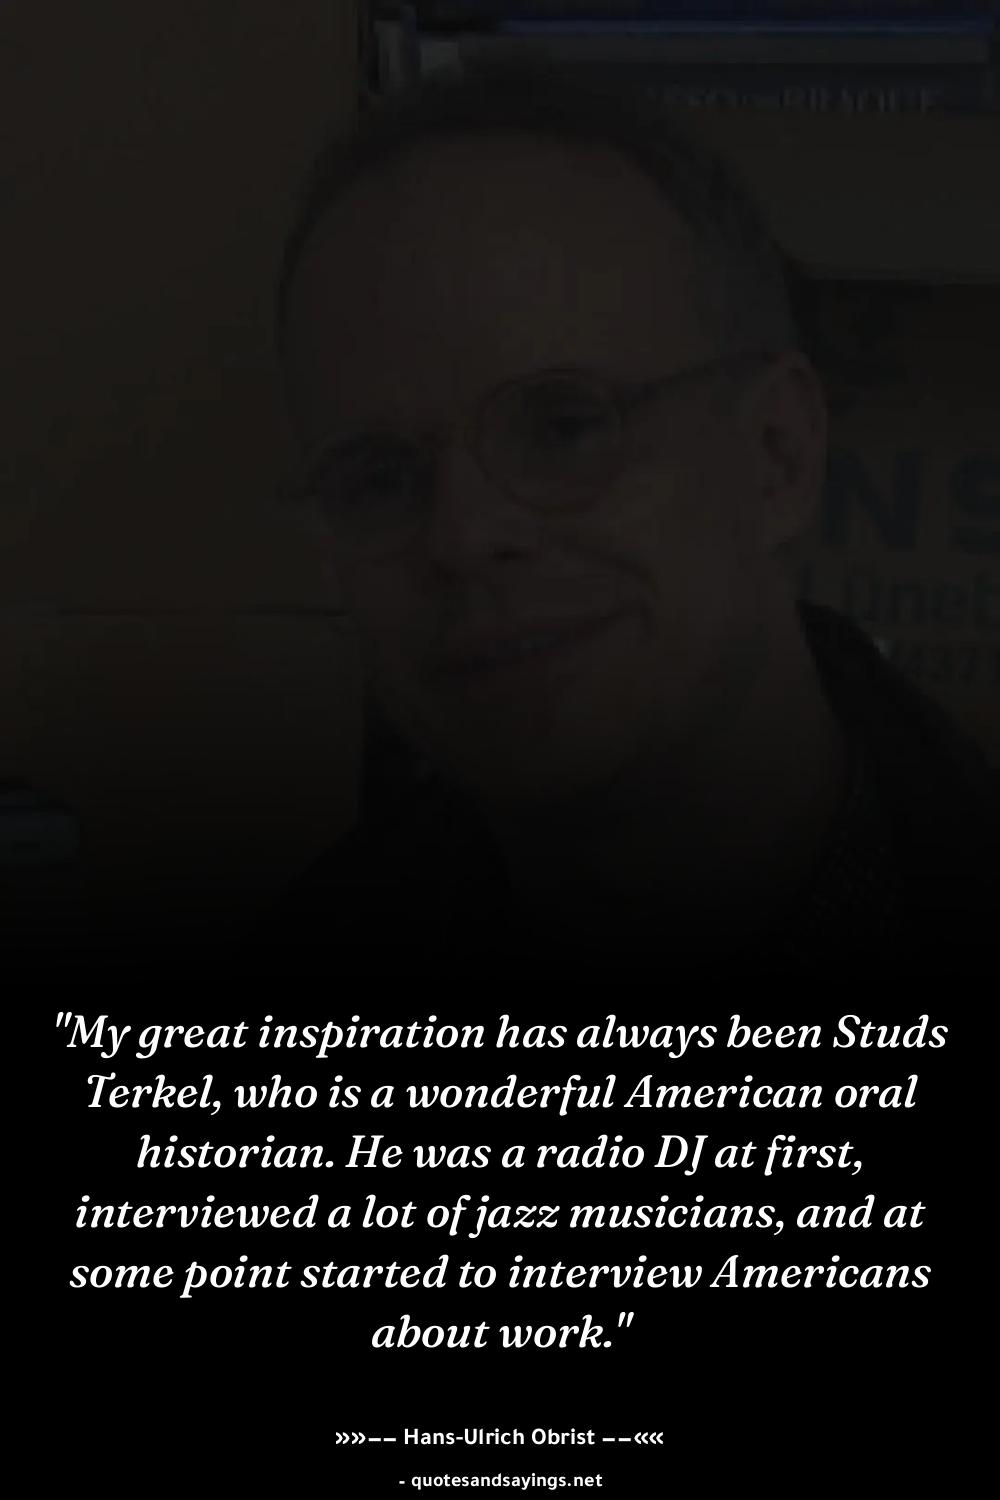 "My great inspiration has always been Studs
Terkel, who is a wonderful American oral
historian. He was a radio DJ at first,
interviewed a lot of jazz musicians, and at
some point started to interview Americans
about work."
»»–– Hans-Ulrich Obrist ––««
- quotesandsayings.net